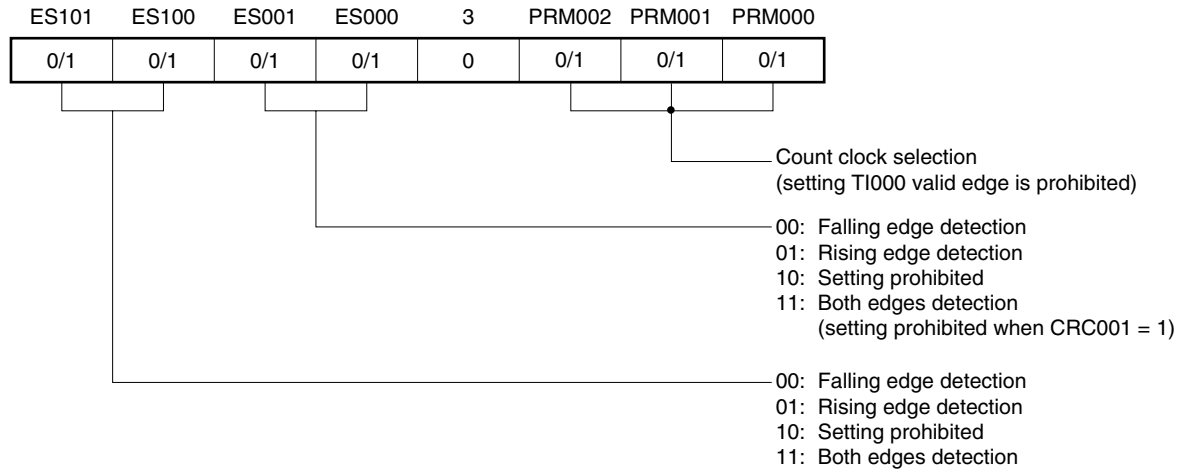 ES101 ES100 ES001 ES000 3 PRM002 PRM001 PRM000
0/1 0/1 0/1 0/1 0 0/1 0/1 0/1
Count clock selection
(setting TI000 valid edge is prohibited)
00: Falling edge detection
01: Rising edge detection
10: Setting prohibited
11: Both edges detection
(setting prohibited when CRC001 = 1)
00: Falling edge detection
01: Rising edge detection
10: Setting prohibited
11: Both edges detection